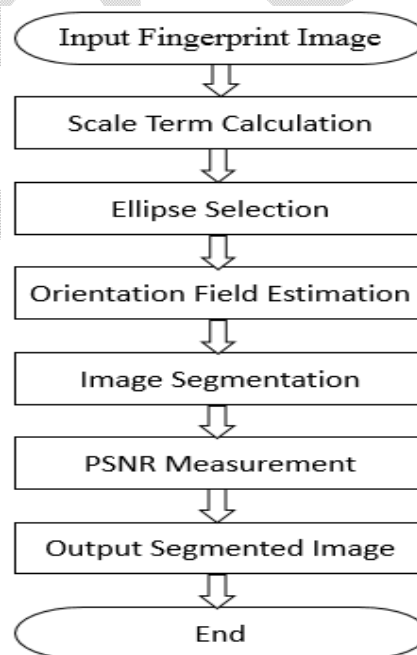 Input Fingerprint Image
Scale Term Calculation
Ellipse Selection
Orientation Field Estimation
Image Segmentation
PSNR Measurement
Output Segmented Image
End